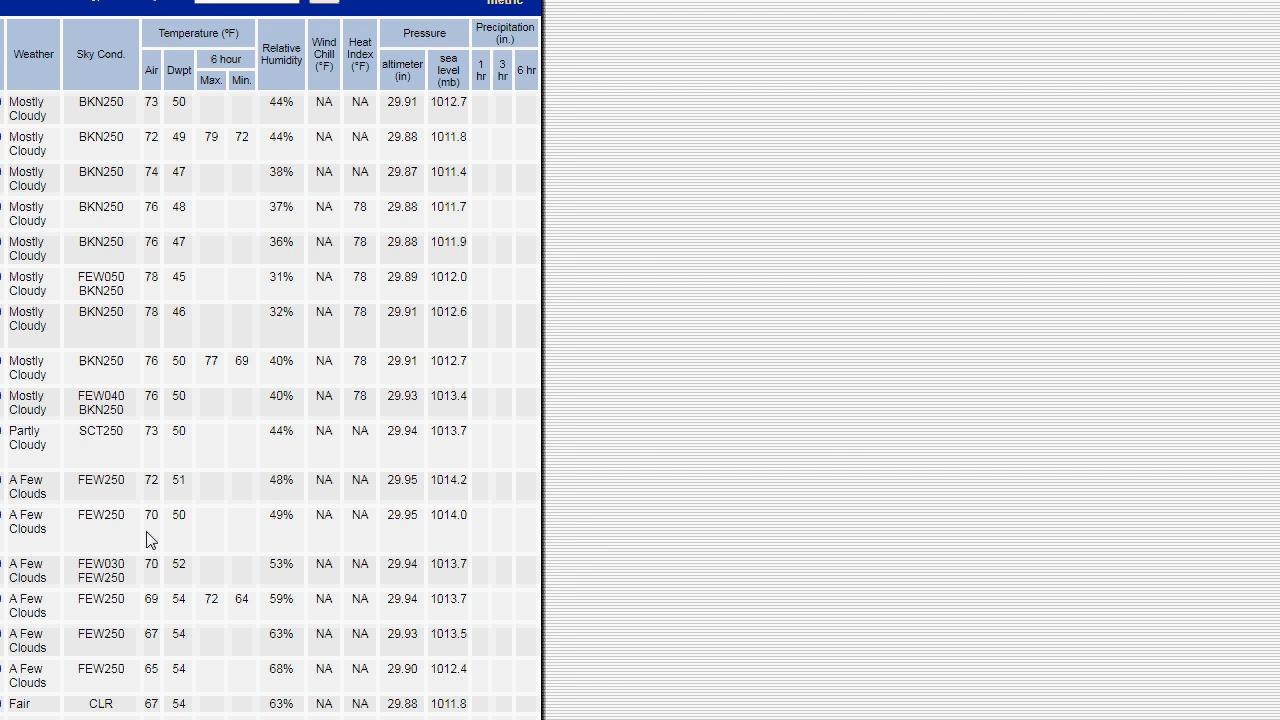 metric
Weather Sky Cond. Temperature (ºF) Relative Humidity Wind Chill (°F) Heat Index (°F) Pressure Precipitation (in.)
Air Dwpt 6 hour altimeter (in) sea level (mb) 1 hr 3 hr 6 hr
Max. Min.
Mostly Cloudy BKN250 73 50 44% NA NA 29.91 1012.7
Mostly Cloudy BKN250 72 49 79 72 44% NA NA 29.88 1011.8
Mostly Cloudy BKN250 74 47 38% NA NA 29.87 1011.4
Mostly Cloudy BKN250 76 48 37% NA 78 29.88 1011.7
Mostly Cloudy BKN250 76 47 36% NA 78 29.88 1011.9
Mostly Cloudy FEW050 BKN250 78 45 31% NA 78 29.89 1012.0
Mostly Cloudy BKN250 78 46 32% NA 78 29.91 1012.6
Mostly Cloudy BKN250 76 50 77 69 40% NA 78 29.91 1012.7
Mostly Cloudy FEW040 BKN250 76 50 40% NA 78 29.93 1013.4
Partly Cloudy SCT250 73 50 44% NA NA 29.94 1013.7
A Few Clouds FEW250 72 51 48% NA NA 29.95 1014.2
A Few Clouds FEW250 70 50 49% NA NA 29.95 1014.0
A Few Clouds FEW030 FEW250 70 52 53% NA NA 29.94 1013.7
A Few Clouds FEW250 69 54 72 64 59% NA NA 29.94 1013.7
A Few Clouds FEW250 67 54 63% NA NA 29.93 1013.5
A Few Clouds FEW250 65 54 68% NA NA 29.90 1012.4
Fair CLR 67 54 63% NA NA 29.88 1011.8